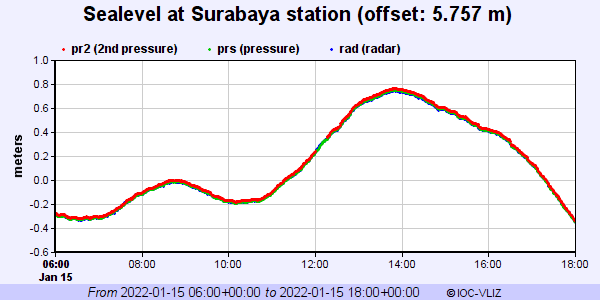 Sealevel at Surabaya station (offset: 5.757 m)
pr2 (2nd pressure) prs (pressure) rad (radar)
meters
1.0
0.8
0.6
0.4
0.2
0.0
-0.2
-0.4
-0.6
06:00 08:00 10:00 12:00 14:00 16:00 18:00
Jan 15
From 2022-01-15 06:00+00:00 to 2022-01-15 18:00+00:00 © IOC-VLIZ